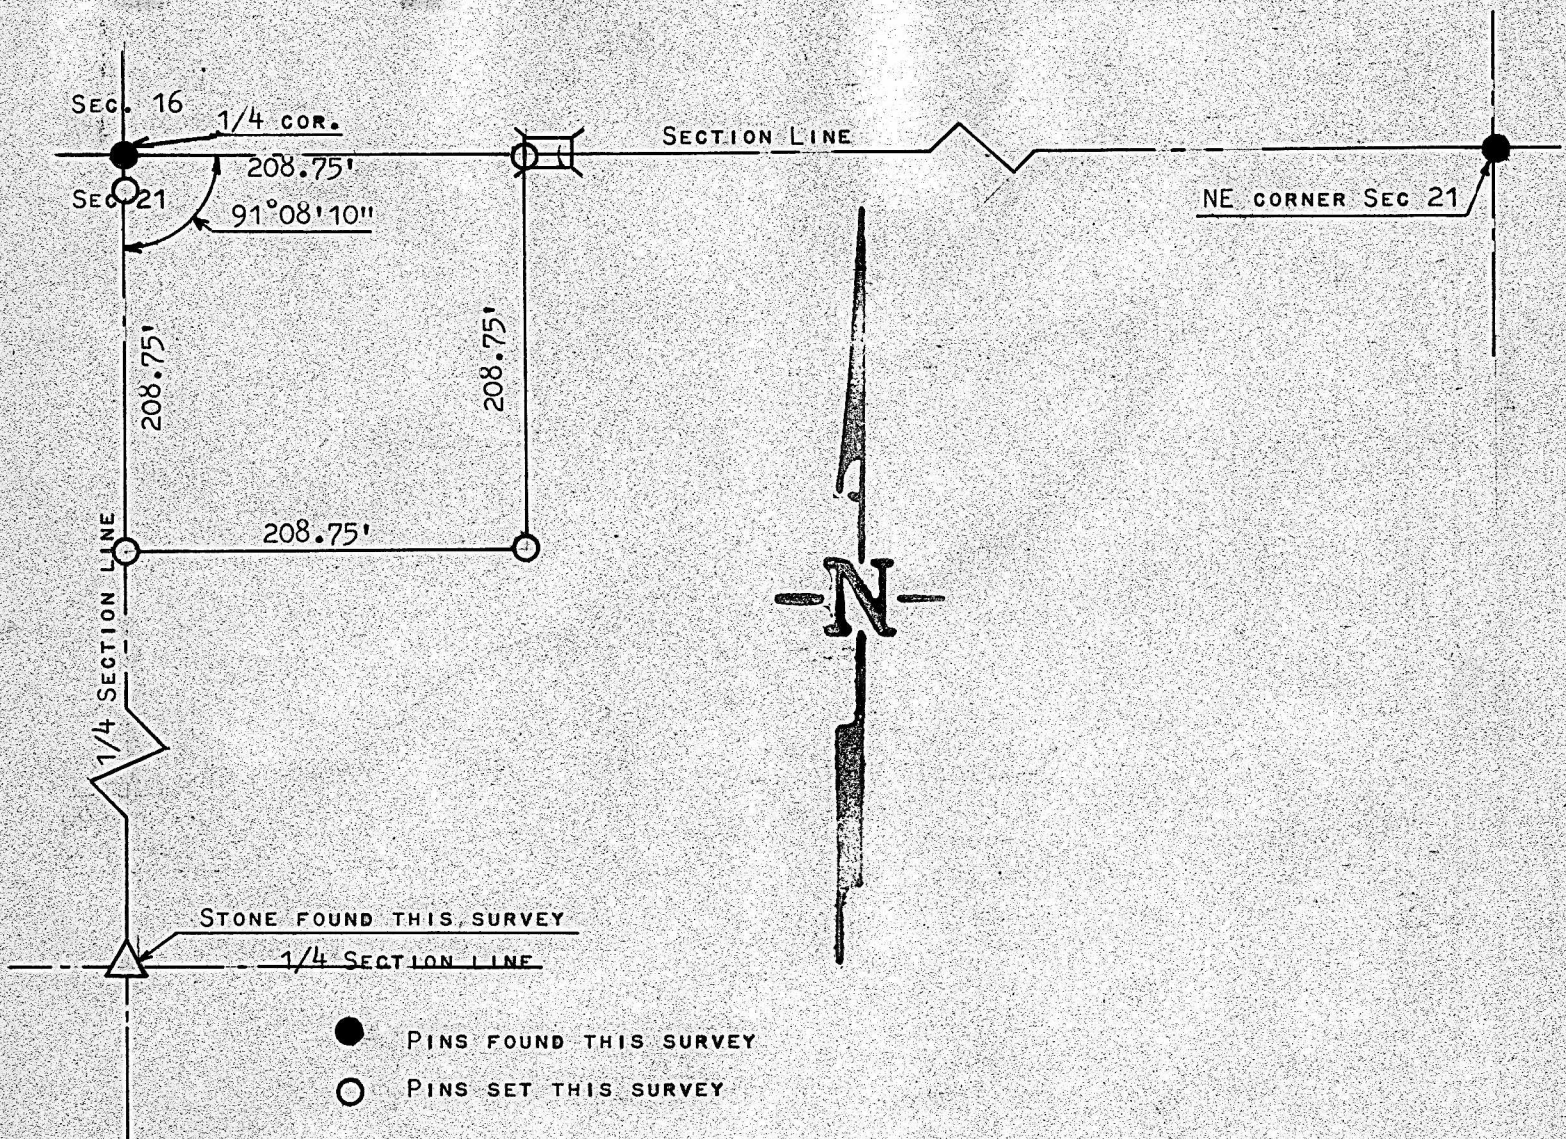 Sec. 16
1/4 cor.
Section Line
208.75'
Sec 21
91°08'10"
NE corner Sec 21
208.75'
208.75'
208.75'
1/4 Section Line
N
Stone found this survey
1/4 Section line
Pins found this survey
Pins set this survey